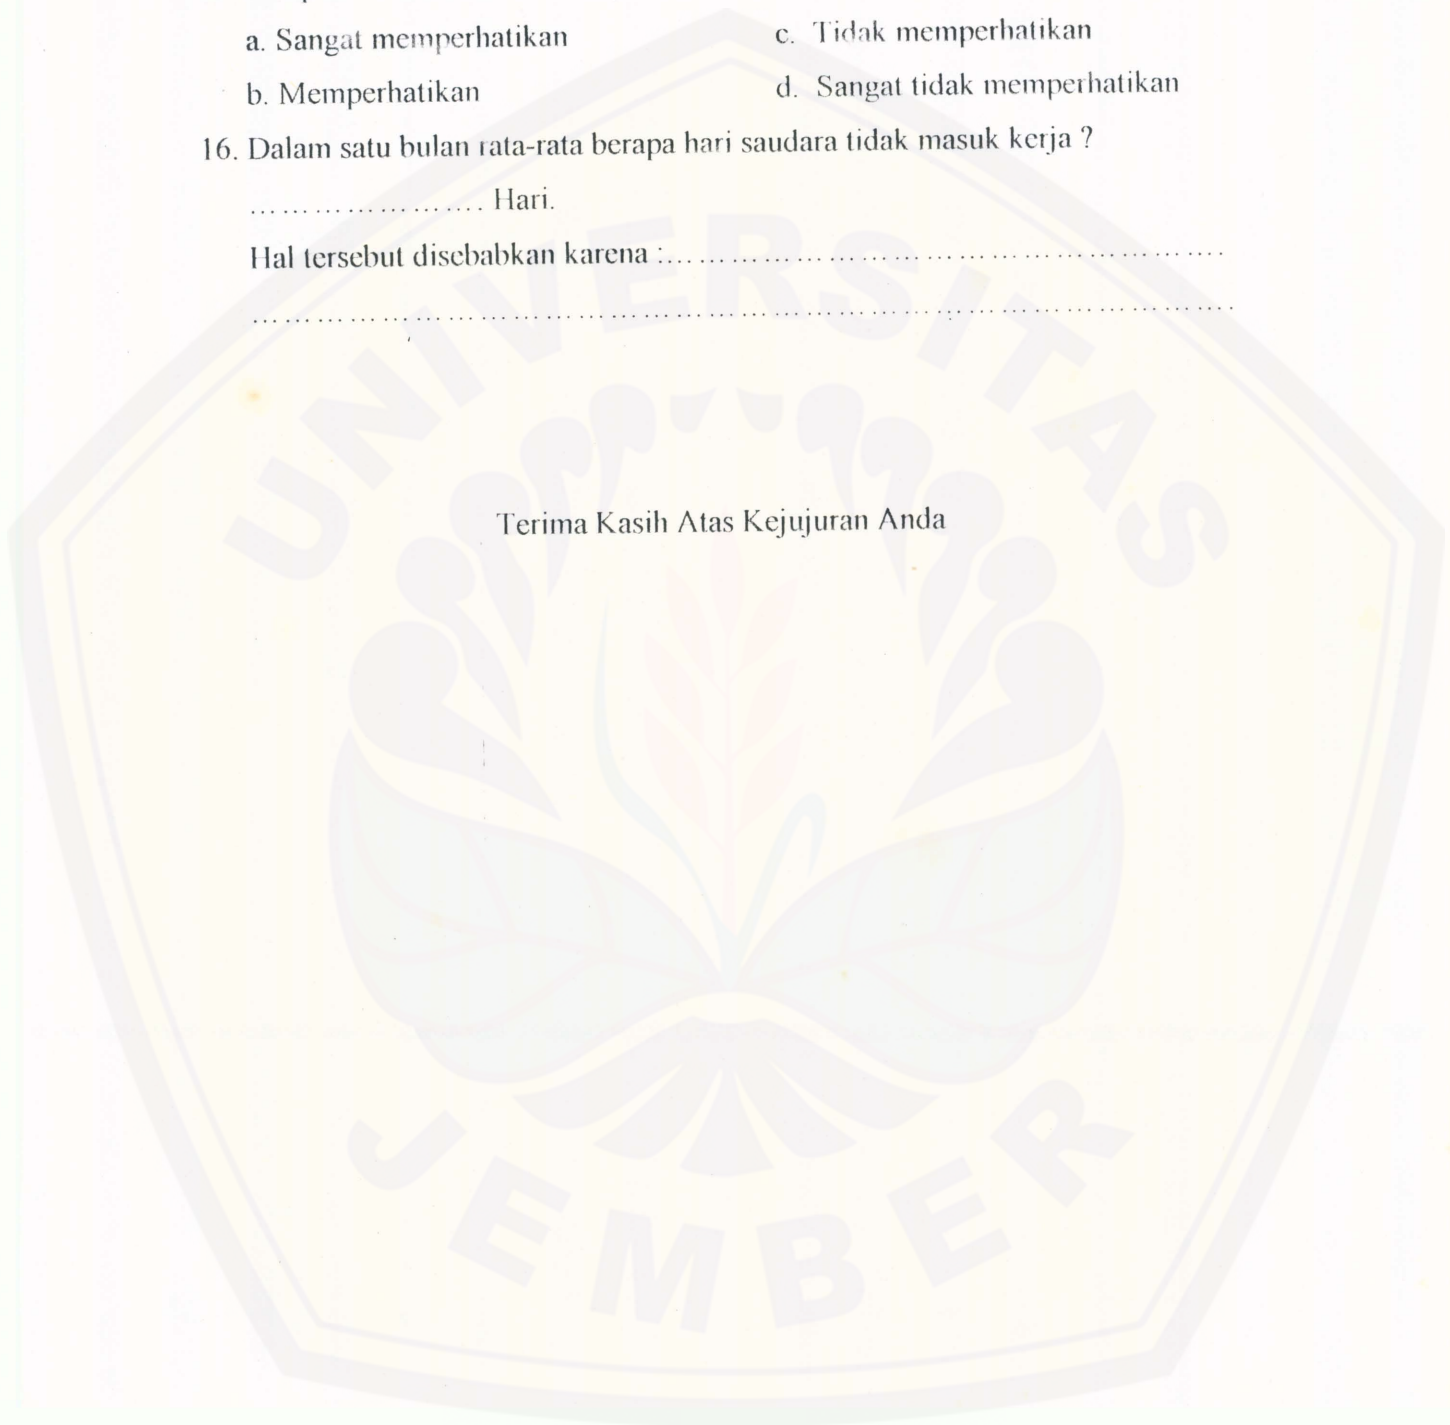 a. Sangat memperhatikan c. Tidak memperhatikan
b. Memperhatikan d. Sangat tidak memperhatikan
16. Dalam satu bulan rata-rata berapa hari saudara tidak masuk kerja ?
........................ Hari.
Hal tersebut disebabkan karena :......................................................
................................................................................................
Terima Kasih Atas Kejujuran Anda
UNIVERSITAS
JEMBER